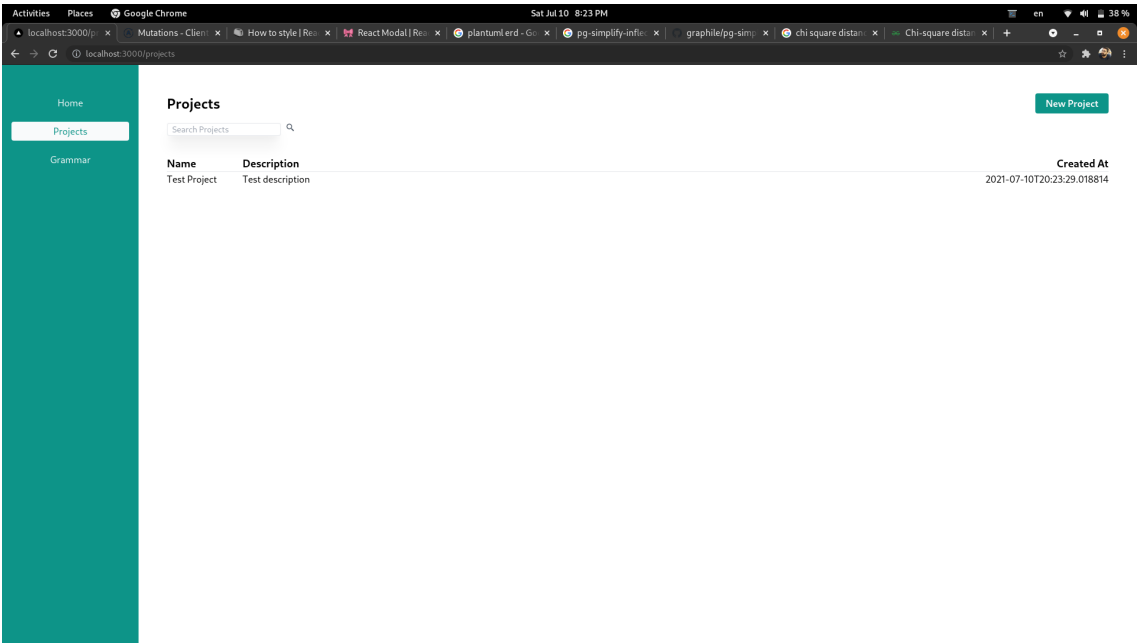 Activities Places Google Chrome Sat Jul 10 8:23 PM en 38 %
localhost:3000/p Mutations - Client How to style | Rea React Modal | Rea plantuml erd - Go pg-simplify-inflec graphile/pg-simp chi square distan Chi-square distan
localhost:3000/projects
Home
Projects
Grammar
Projects
New Project
Search Projects
Name Description Created At
Test Project Test description 2021-07-10T20:23:29.018814